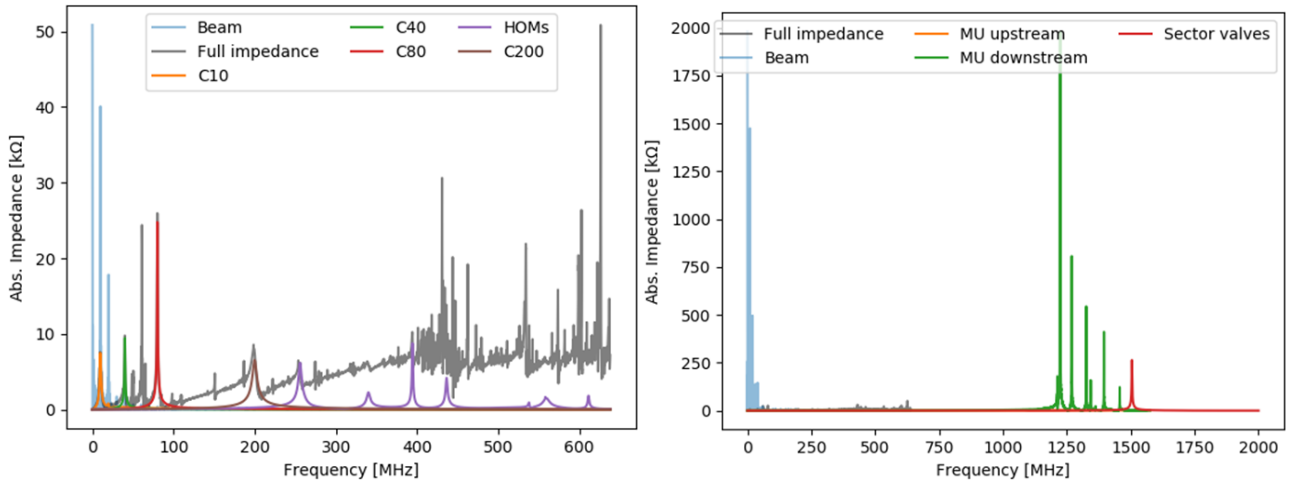 Beam
Full impedance
C10
C40
C80
HOMs
C200
50
40
30
20
10
0
Abs. Impedance [kΩ]
0 100 200 300 400 500 600
Frequency [MHz]
Full impedance
Beam
MU upstream
MU downstream
Sector valves
2000
1750
1500
1250
1000
750
500
250
0
Abs. Impedance [kΩ]
0 250 500 750 1000 1250 1500 1750 2000
Frequency [MHz]